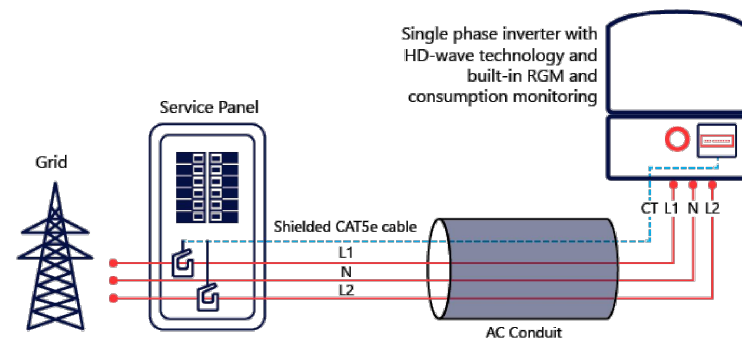 Single phase inverter with
HD-wave technology and
built-in RGM and
consumption monitoring
Service Panel
Grid
CT L1 N L2
Shielded CAT5e cable
L1
N
L2
AC Conduit